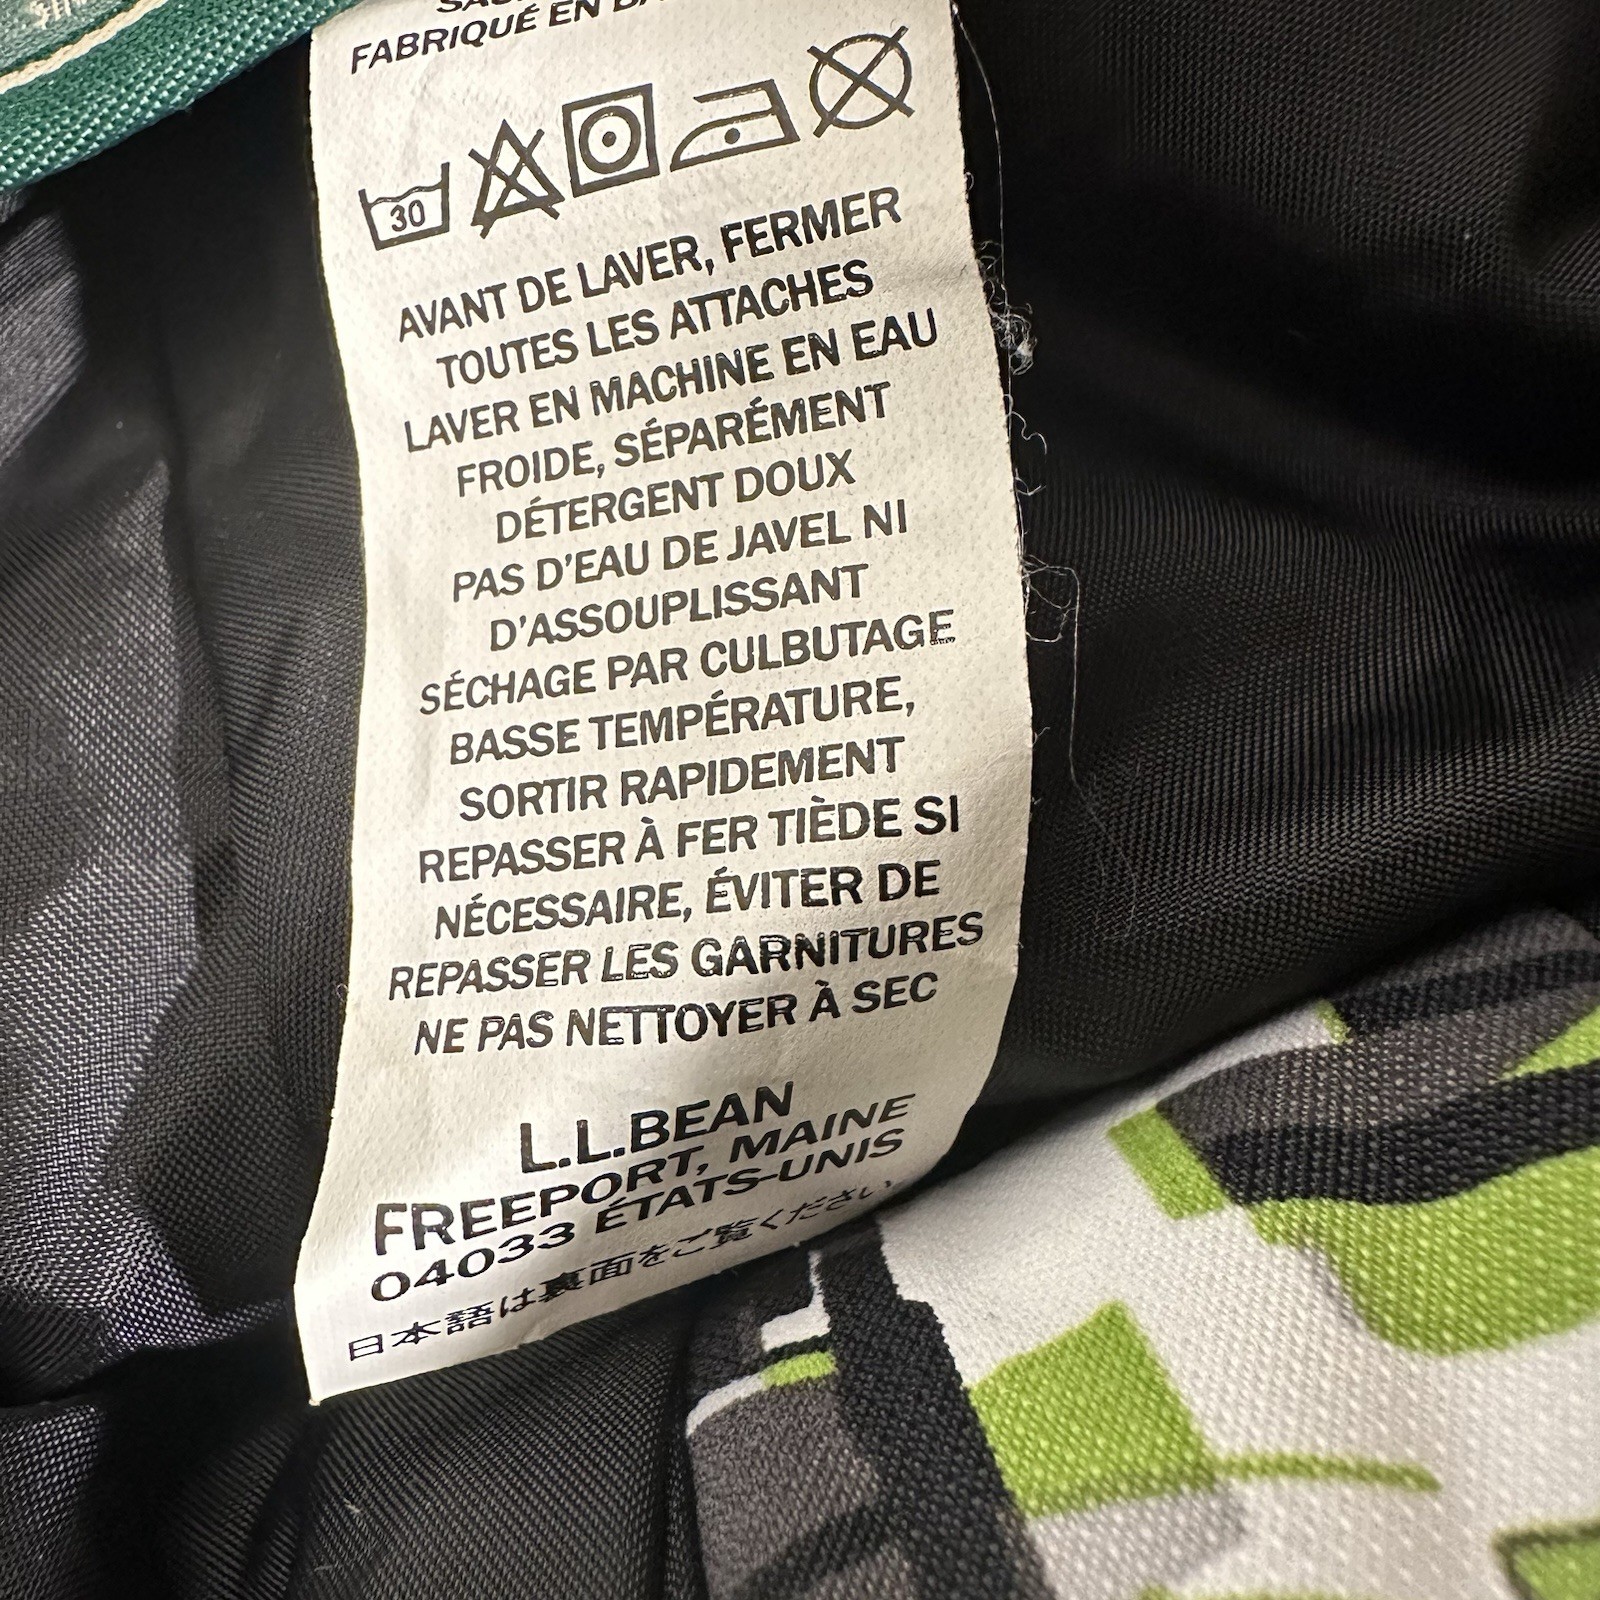 FABRIQUÉ EN
30
AVANT DE LAVER, FERMER
TOUTES LES ATTACHES
LAVER EN MACHINE EN EAU
FROIDE, SÉPARÉMENT
DÉTERGENT DOUX
PAS D'EAU DE JAVEL NI
D'ASSOUPLISSANT
SÉCHAGE PAR CULBUTAGE
BASSE TEMPÉRATURE,
SORTIR RAPIDEMENT
REPASSER À FER TIÈDE SI
NÉCESSAIRE, ÉVITER DE
REPASSER LES GARNITURES
NE PAS NETTOYER À SEC
L.L.BEAN
FREEPORT, MAINE
04033 ÉTATS-UNIS
日本語は裏面をご覧ください